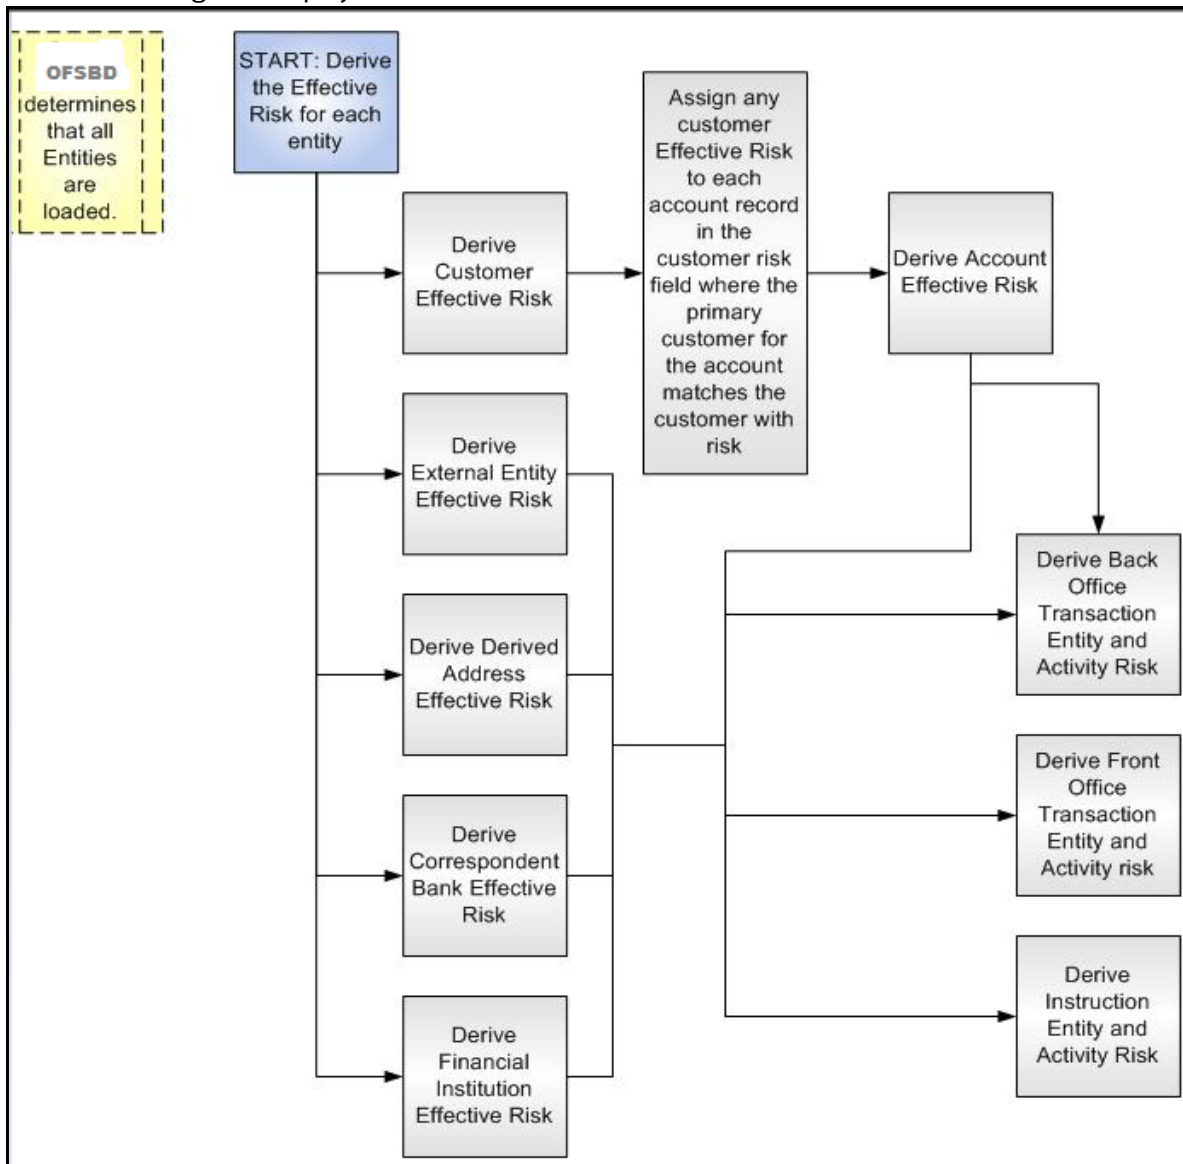 OFSBD
determines
that all
Entities
are
loaded.
START: Derive
the Effective
Risk for each
entity
Derive
Customer
Effective Risk
Assign any
customer
Effective Risk
to each
account record
in the
customer risk
field where the
primary
customer for
the account
matches the
customer with
risk
Derive Account
Effective Risk
Derive
External Entity
Effective Risk
Derive Derived
Address
Effective Risk
Derive
Correspondent
Bank Effective
Risk
Derive
Financial
Institution
Effective Risk
Derive Back
Office
Transaction
Entity and
Activity Risk
Derive Front
Office
Transaction
Entity and
Activity risk
Derive
Instruction
Entity and
Activity Risk